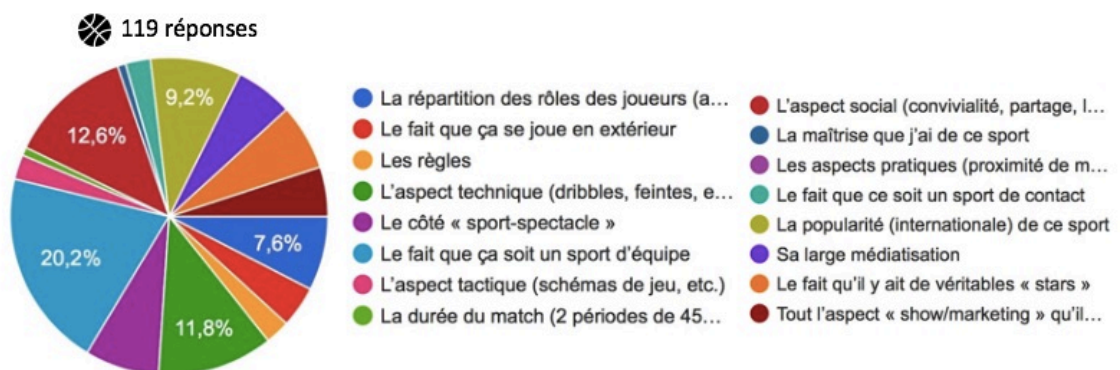 119 réponses
9,2%
12,6%
7,6%
20,2%
11,8%
La répartition des rôles des joueurs (a...
Le fait que ça se joue en extérieur
Les règles
L'aspect technique (dribbles, feintes, e...
Le côté « sport-spectacle »
Le fait que ça soit un sport d'équipe
L'aspect tactique (schémas de jeu, etc.)
La durée du match (2 périodes de 45...
L'aspect social (convivialité, partage, l...
La maîtrise que j'ai de ce sport
Les aspects pratiques (proximité de m...
Le fait que ce soit un sport de contact
La popularité (internationale) de ce sport
Sa large médiatisation
Le fait qu'il y ait de véritables « stars »
Tout l'aspect « show/marketing » qu'il...